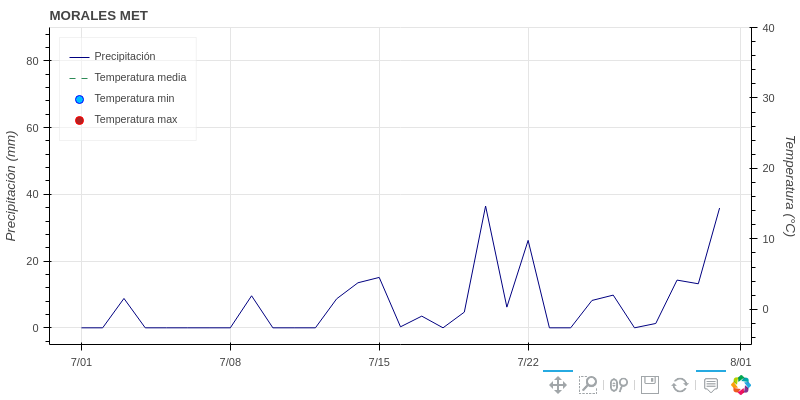 MORALES MET
Precipitación
Temperatura media
Temperatura min
Temperatura max
Precipitación (mm)
80
60
40
20
0
Temperatura (°C)
40
30
20
10
0
7/01
7/08
7/15
7/22
8/01